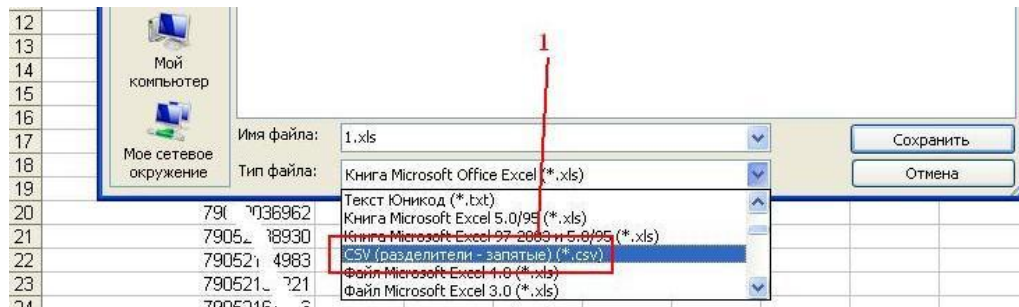 12
13
14
15
16
17
18
19
20
21
22
23
1
Мой
компьютер
Мое сетевое
окружение
Имя файла:
1.xls
Сохранить
Тип файла:
Книга Microsoft Office Excel (*.xls)
Отмена
Текст Юникод (*.txt)
Книга Microsoft Excel 5.0/95 (*.xls)
Книга Microsoft Excel 97-2003 и 5.0/95 (*.xls)
CSV (разделители - запятые) (*.csv)
Файл Microsoft Excel 4.0 (*.xls)
Файл Microsoft Excel 3.0 (*.xls)